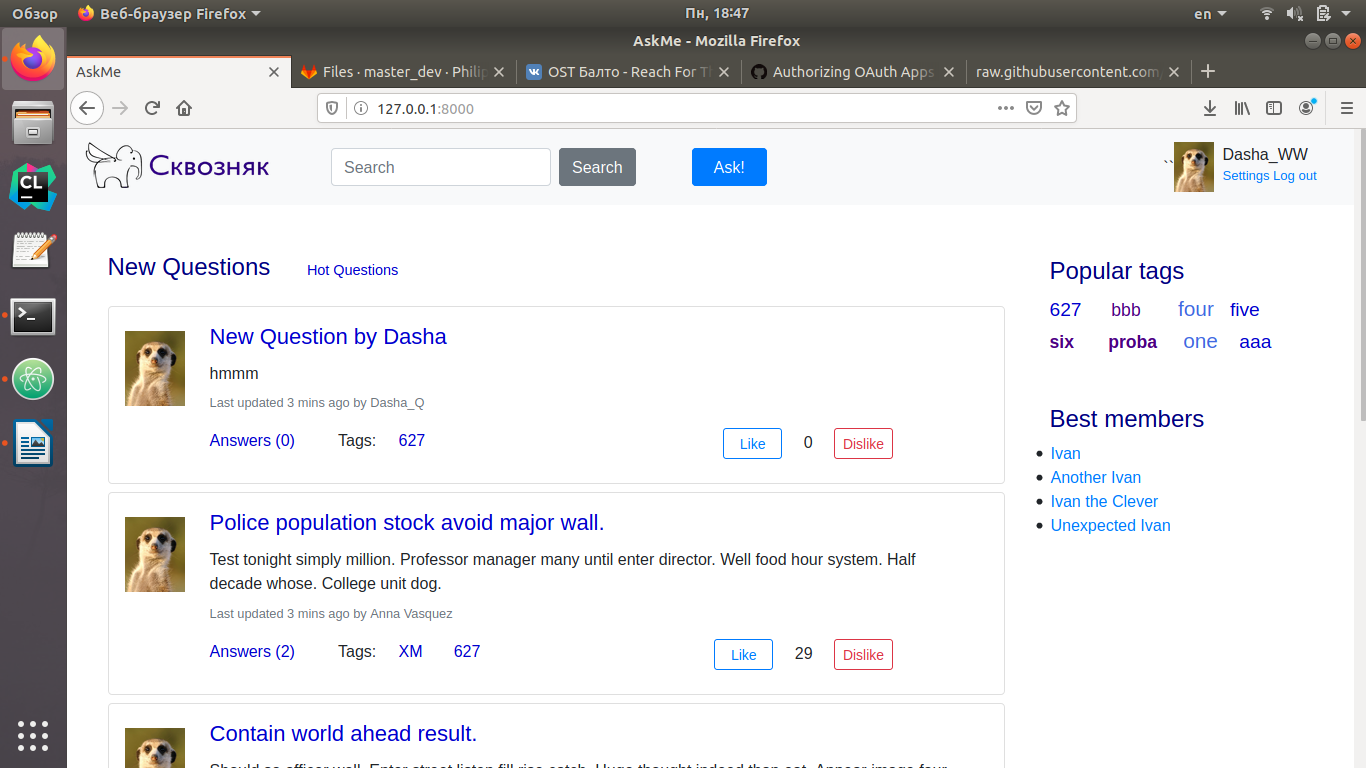 Обзор Веб-браузер Firefox Пн, 18:47 en
AskMe - Mozilla Firefox
AskMe Files · master_dev · Philip OST Балто - Reach For T Authorizing OAuth Apps raw.githubusercontent.com
127.0.0.1:8000
Сквозняк Search Search Ask! `` Dasha_WW
Settings Log out
New Questions Hot Questions
New Question by Dasha
hmmm
Last updated 3 mins ago by Dasha_Q
Answers (0) Tags: 627 Like 0 Dislike
Police population stock avoid major wall.
Test tonight simply million. Professor manager many until enter director. Well food hour system. Half
decade whose. College unit dog.
Last updated 3 mins ago by Anna Vasquez
Answers (2) Tags: XM 627 Like 29 Dislike
Contain world ahead result.
Popular tags
627 bbb four five
six proba one aaa
Best members
Ivan
Another Ivan
Ivan the Clever
Unexpected Ivan
CL